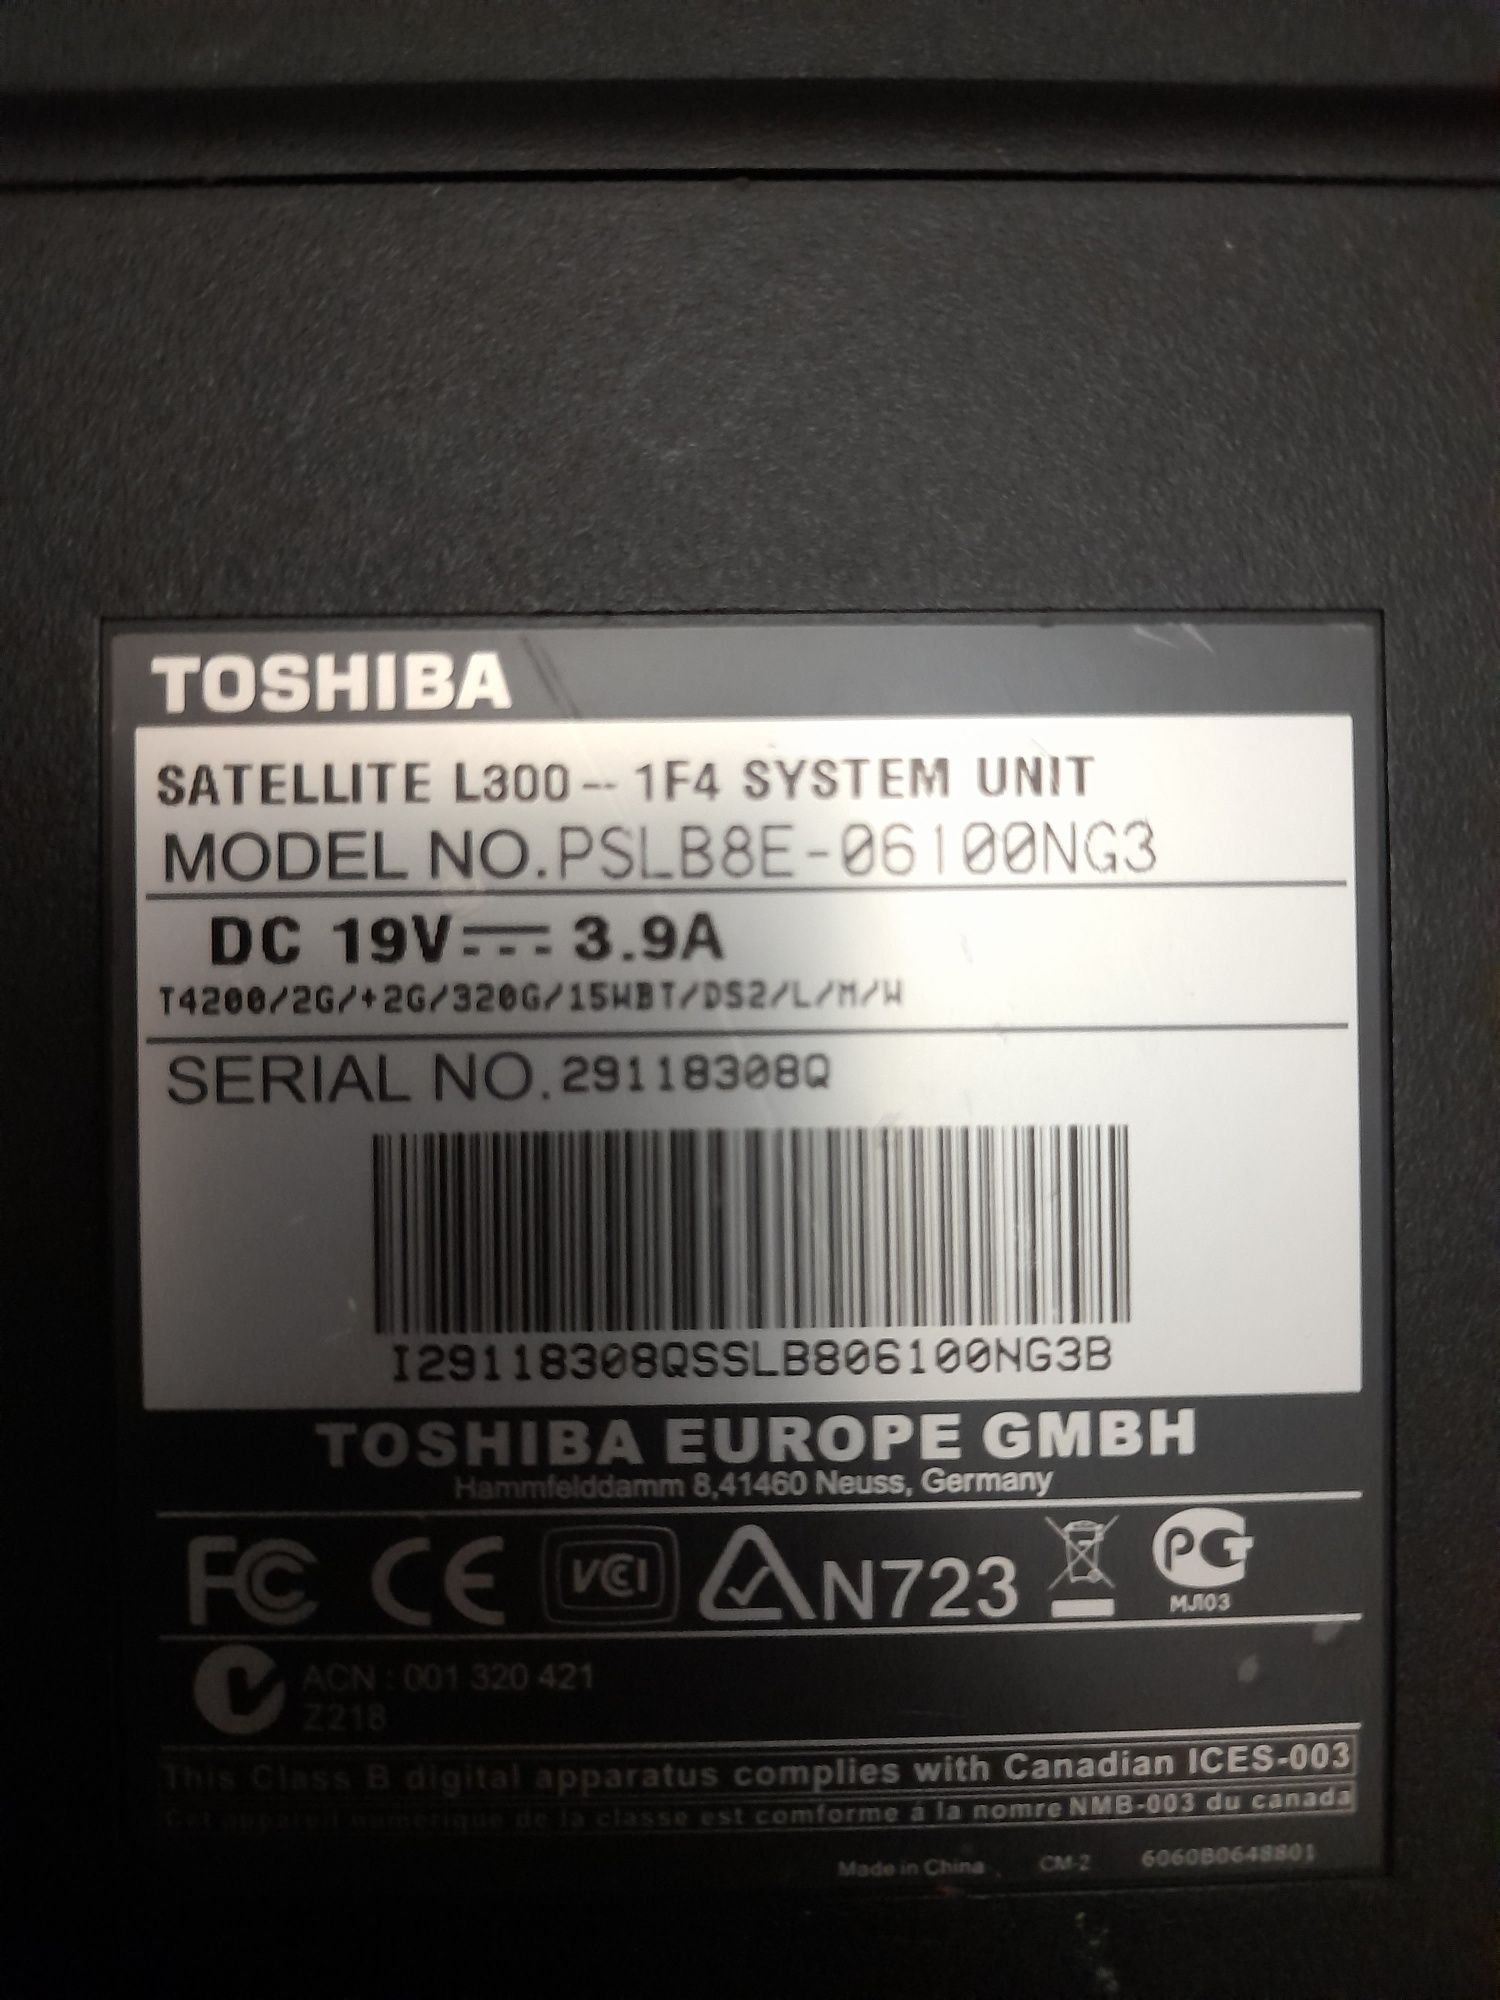 TOSHIBA
SATELLITE L300-- 1F4 SYSTEM UNIT
MODEL NO.PSLB8E-06100NG3
DC 19V 3.9A
T4200/2G/+2G/320G/15WBT/DS2/L/M/W
SERIAL NO.29118308Q
I29118308QSSLB806100NG3B
TOSHIBA EUROPE GMBH
Hammfelddamm 8,41460 Neuss, Germany
FC CE VCI N723 PG
МЛ03
ACN : 001 320 421
Z218
This Class B digital apparatus complies with Canadian ICES-003
Cet appareil numerique de la classe est comforme á la nomre NMB-003 du canada
Made in China CM-2 6060B0648801